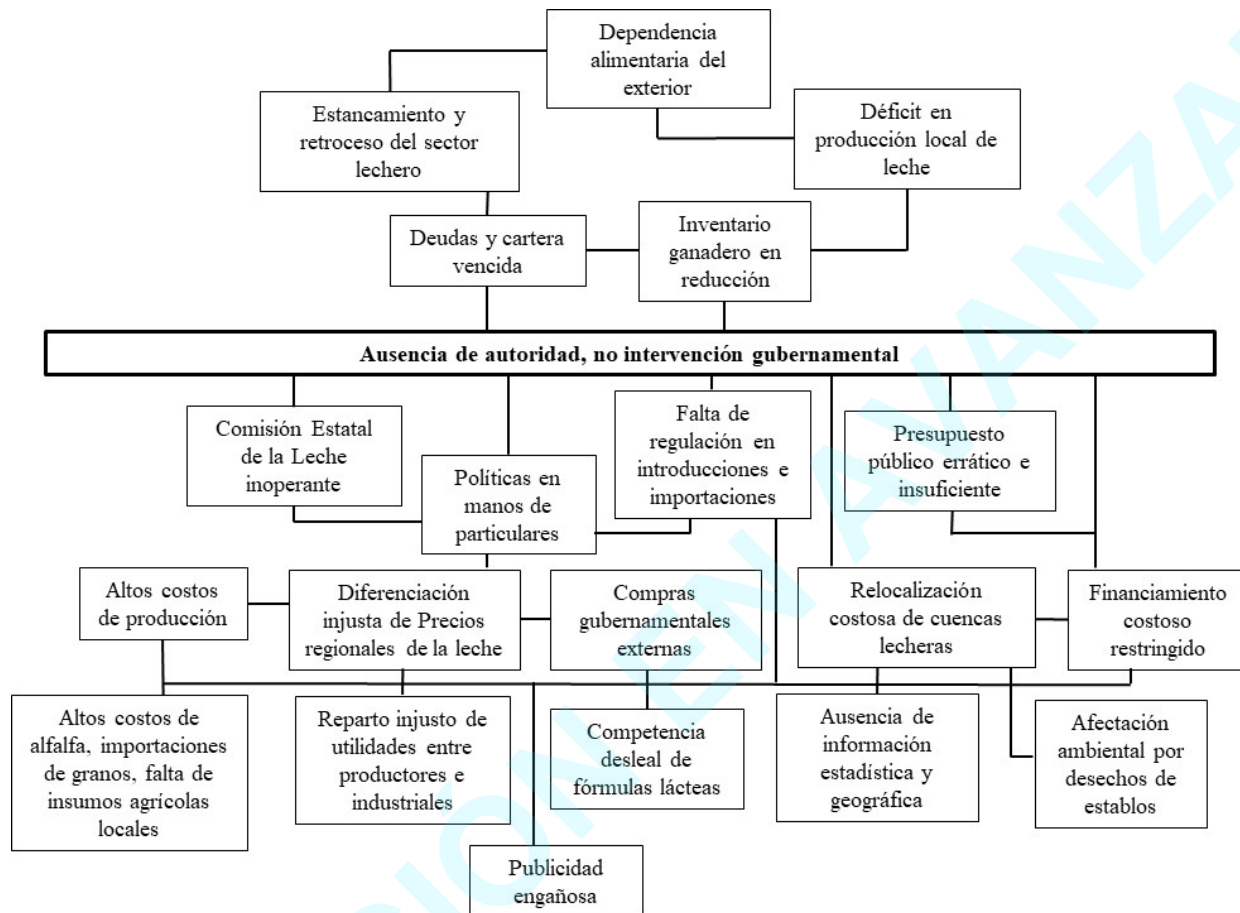 Dependencia
alimentaria del
exterior
Estancamiento y
retroceso del sector
lechero
Déficit en
producción local de
leche
Deudas y cartera
vencida
Inventario
ganadero en
reducción
Ausencia de autoridad, no intervención gubernamental
Comisión Estatal
de la Leche
inoperante
Políticas en
manos de
particulares
Falta de
regulación en
introducciones e
importaciones
Presupuesto
público errático e
insuficiente
Altos costos
de producción
Diferenciación
injusta de Precios
regionales de la leche
Compras
gubernamentales
externas
Relocalización
costosa de cuencas
lecheras
Financiamiento
costoso
restringido
Altos costos de
alfalfa, importaciones
de granos, falta de
insumos agrícolas
locales
Reparto injusto de
utilidades entre
productores e
industriales
Competencia
desleal de
fórmulas lácteas
Ausencia de
información
estadística y
geográfica
Afectación
ambiental por
desechos de
establos
Publicidad
engañosa